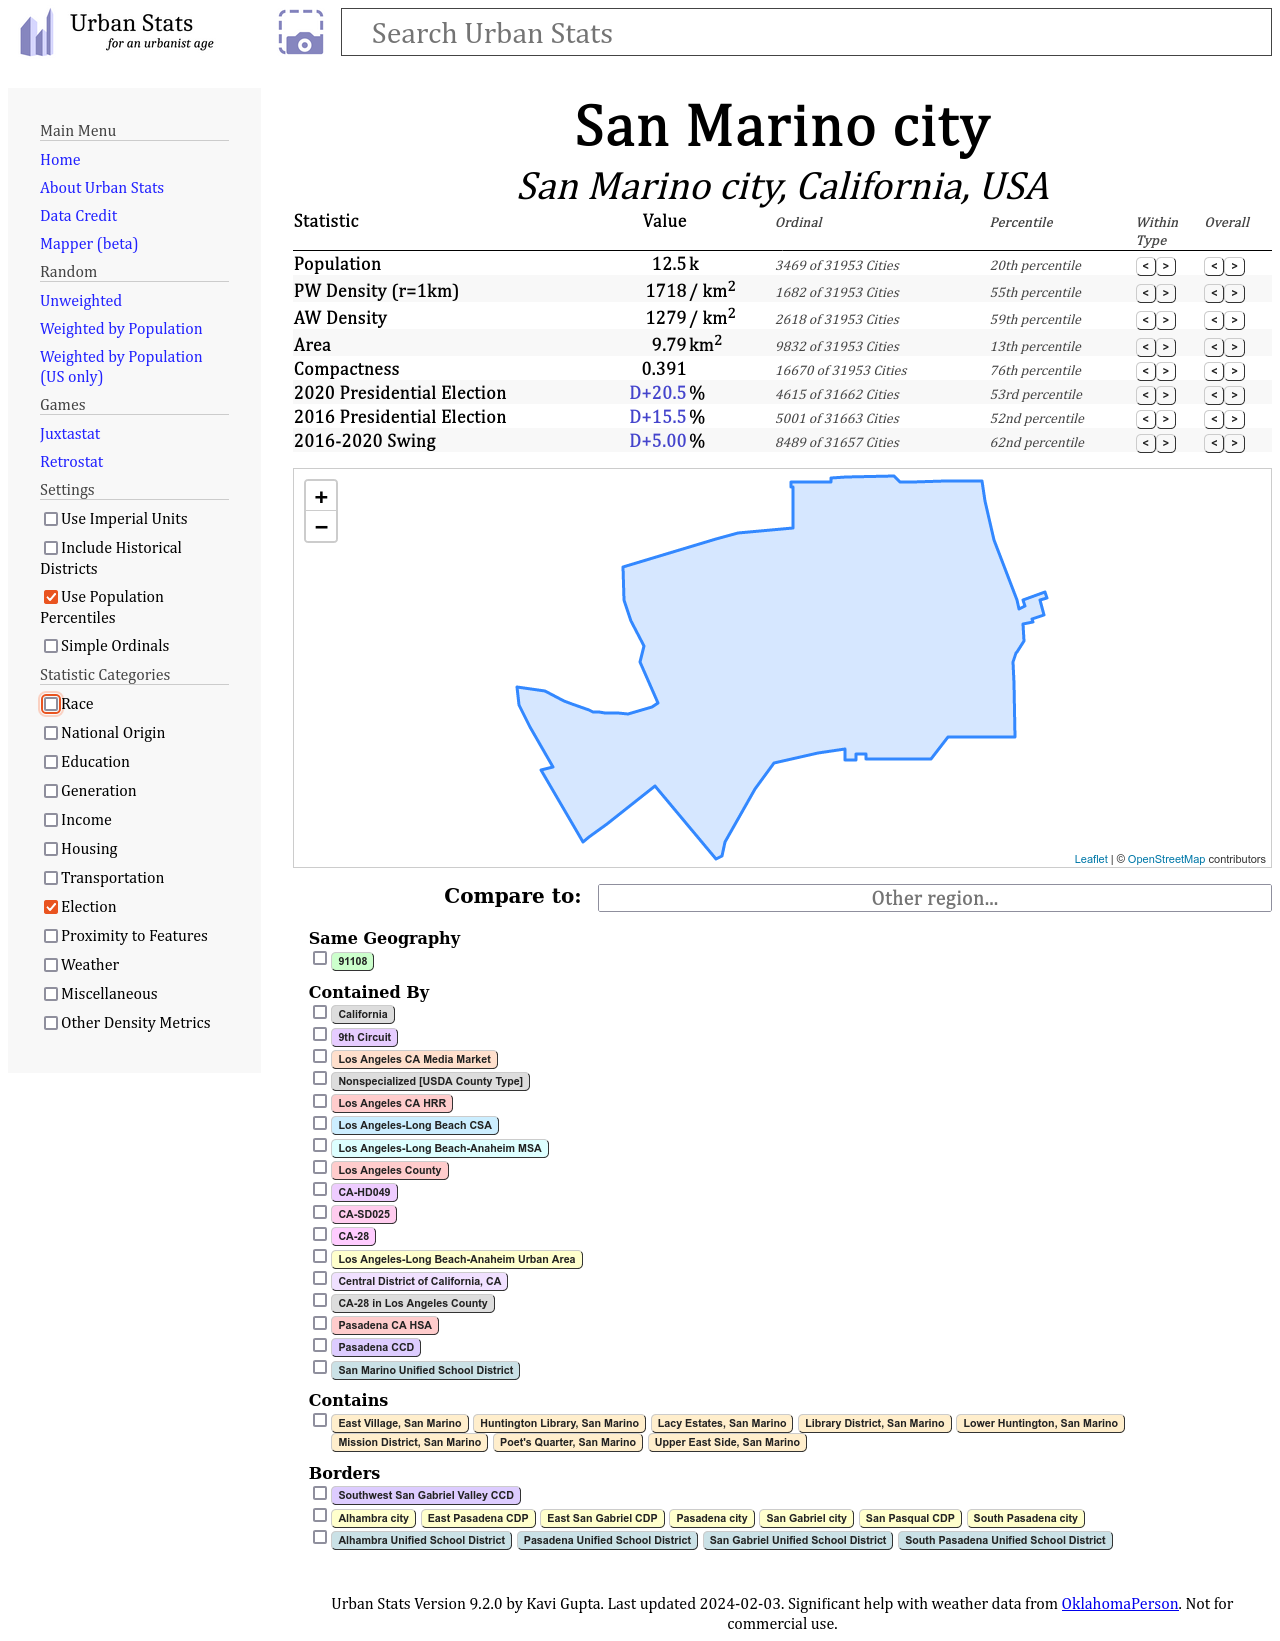 Urban Stats
for an urbanist age
Search Urban Stats
Main Menu
Home
About Urban Stats
Data Credit
Mapper (beta)
Random
Unweighted
Weighted by Population
Weighted by Population
(US only)
Games
Juxtastat
Retrostat
Settings
Use Imperial Units
Include Historical
Districts
Use Population
Percentiles
Simple Ordinals
Statistic Categories
Race
National Origin
Education
Generation
Income
Housing
Transportation
Election
Proximity to Features
Weather
Miscellaneous
Other Density Metrics
San Marino city
San Marino city, California, USA
Statistic Value Ordinal Percentile Within Type Overall
Population 12.5 k 3469 of 31953 Cities 20th percentile < > < >
PW Density (r=1km) 1718 / km² 1682 of 31953 Cities 55th percentile < > < >
AW Density 1279 / km² 2618 of 31953 Cities 59th percentile < > < >
Area 9.79 km² 9832 of 31953 Cities 13th percentile < > < >
Compactness 0.391 16670 of 31953 Cities 76th percentile < > < >
2020 Presidential Election D+20.5 % 4615 of 31662 Cities 53rd percentile < > < >
2016 Presidential Election D+15.5 % 5001 of 31663 Cities 52nd percentile < > < >
2016-2020 Swing D+5.00 % 8489 of 31657 Cities 62nd percentile < > < >
+
−
Leaflet | © OpenStreetMap contributors
Compare to: Other region...
Same Geography
91108
Contained By
California
9th Circuit
Los Angeles CA Media Market
Nonspecialized [USDA County Type]
Los Angeles CA HRR
Los Angeles-Long Beach CSA
Los Angeles-Long Beach-Anaheim MSA
Los Angeles County
CA-HD049
CA-SD025
CA-28
Los Angeles-Long Beach-Anaheim Urban Area
Central District of California, CA
CA-28 in Los Angeles County
Pasadena CA HSA
Pasadena CCD
San Marino Unified School District
Contains
East Village, San Marino Huntington Library, San Marino Lacy Estates, San Marino Library District, San Marino Lower Huntington, San Marino
Mission District, San Marino Poet's Quarter, San Marino Upper East Side, San Marino
Borders
Southwest San Gabriel Valley CCD
Alhambra city East Pasadena CDP East San Gabriel CDP Pasadena city San Gabriel city San Pasqual CDP South Pasadena city
Alhambra Unified School District Pasadena Unified School District San Gabriel Unified School District South Pasadena Unified School District
Urban Stats Version 9.2.0 by Kavi Gupta. Last updated 2024-02-03. Significant help with weather data from OklahomaPerson. Not for
commercial use.